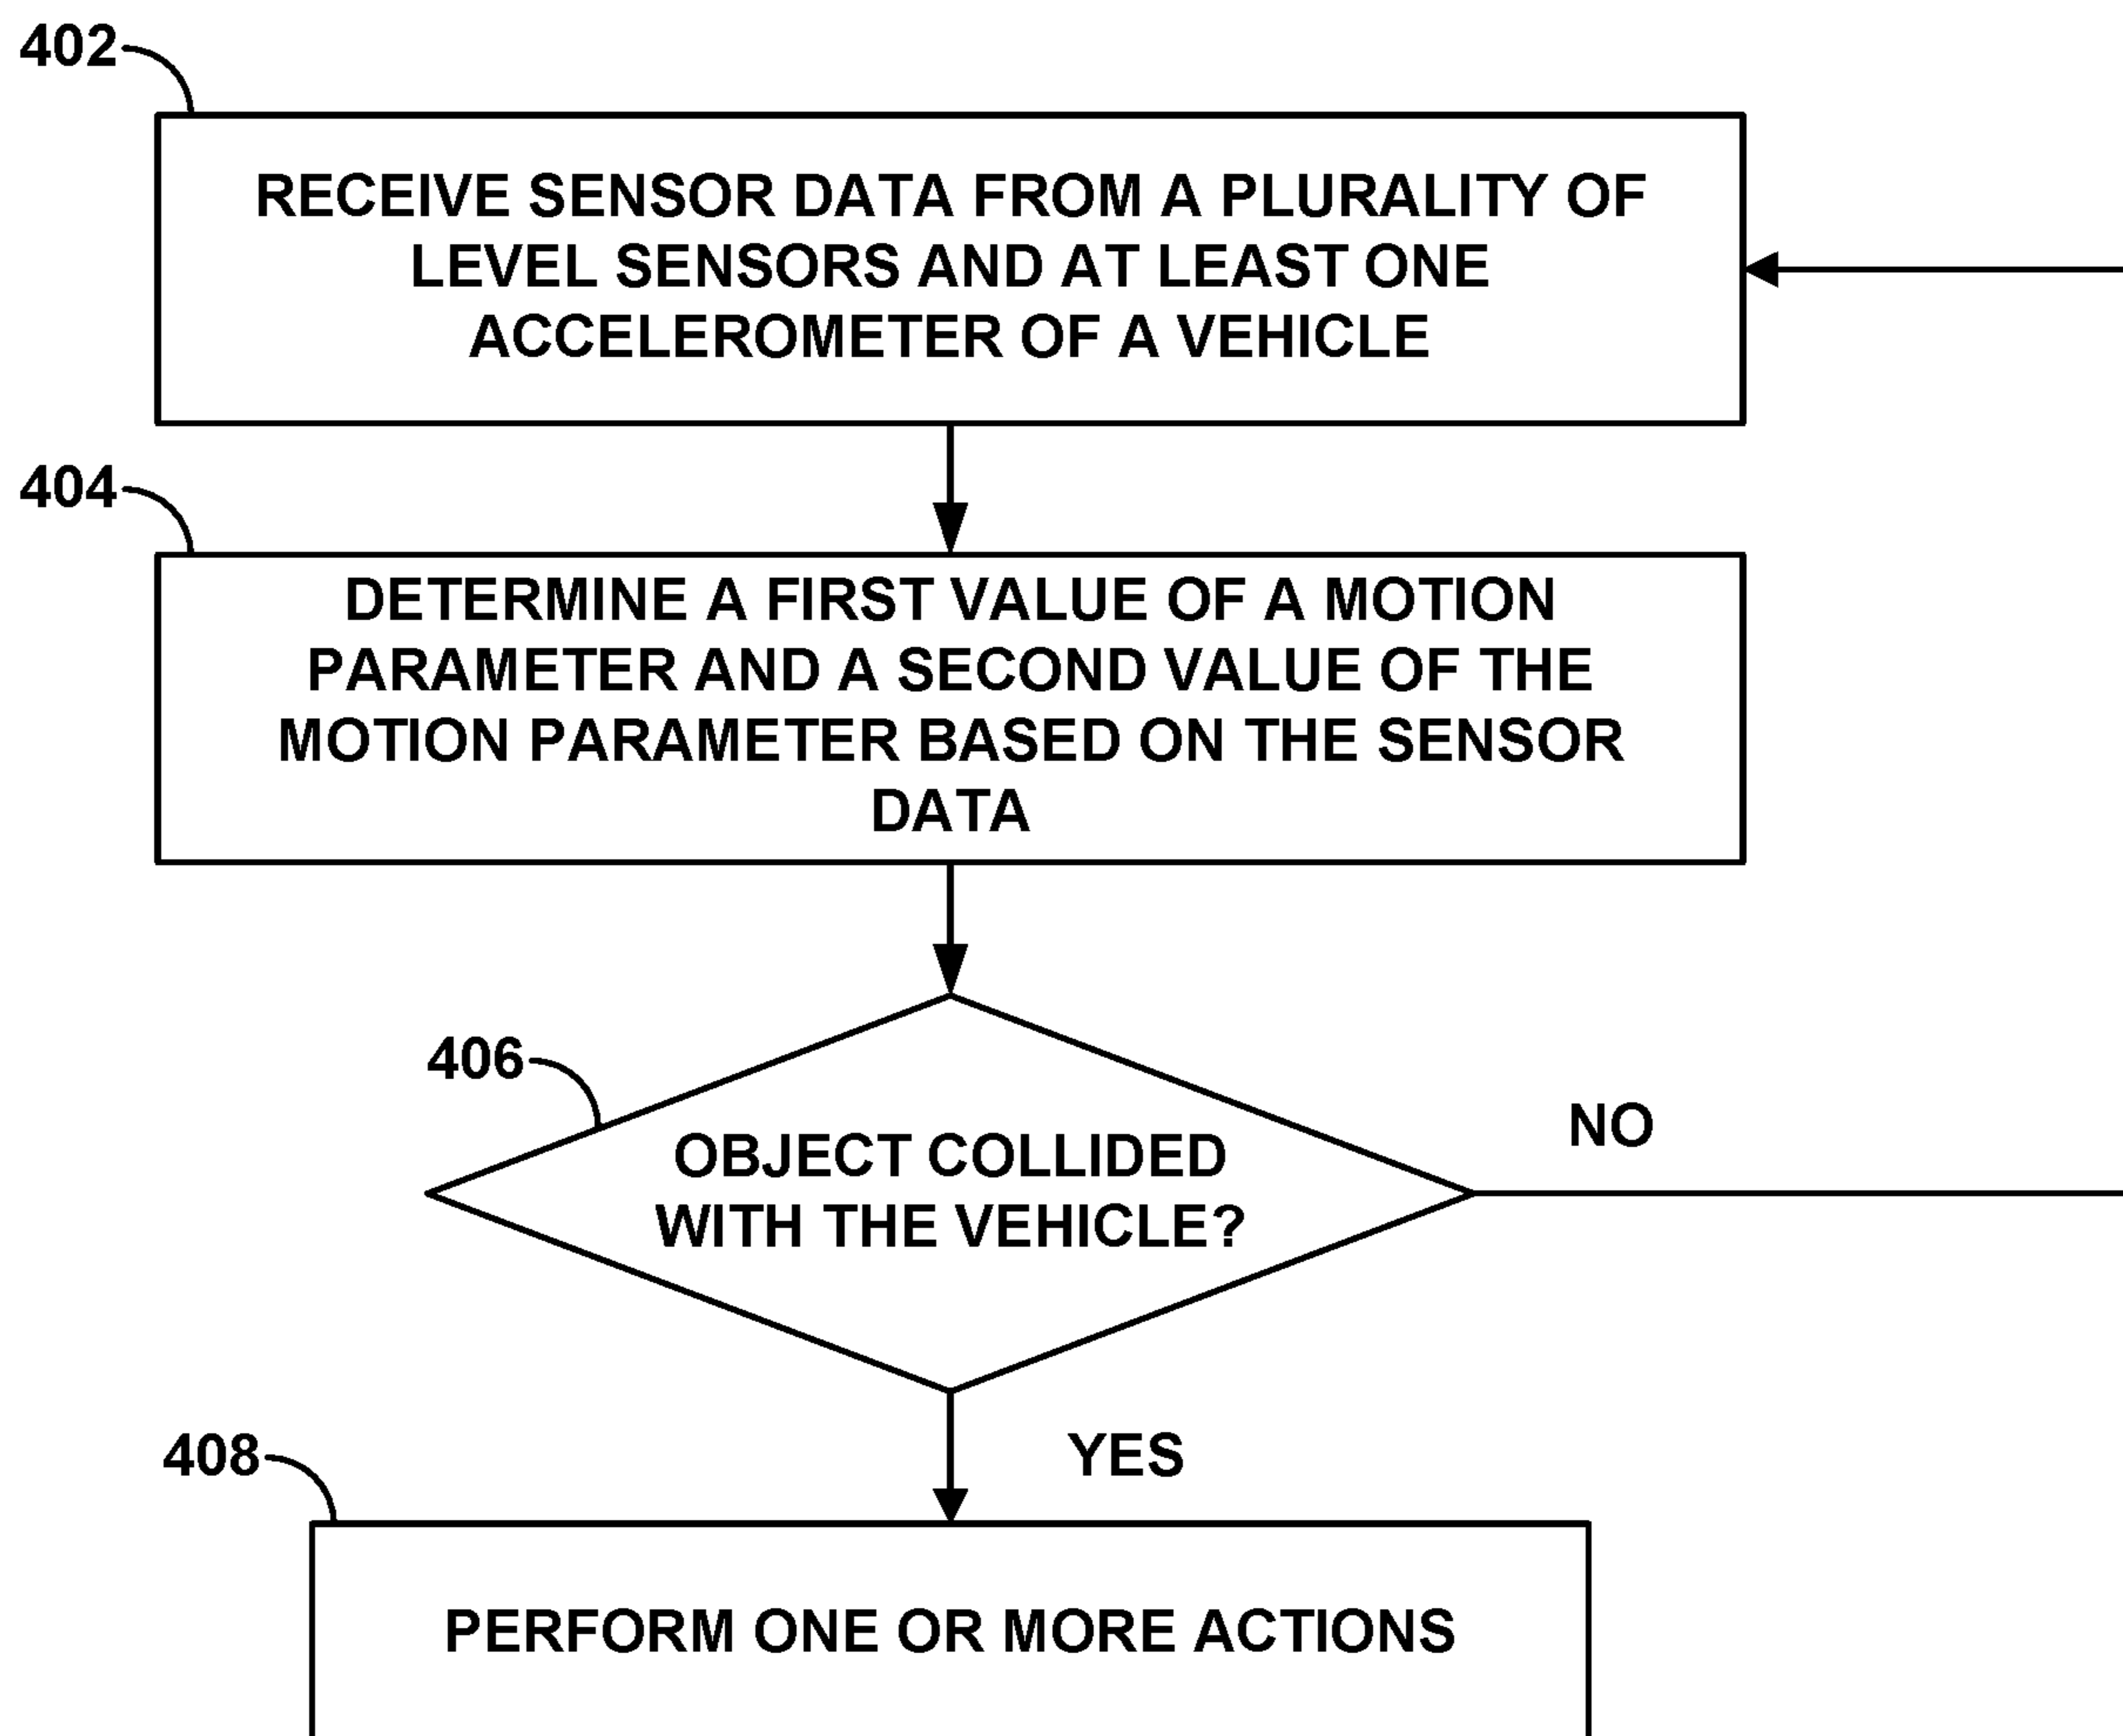 402
RECEIVE SENSOR DATA FROM A PLURALITY OF
LEVEL SENSORS AND AT LEAST ONE
ACCELEROMETER OF A VEHICLE
404
DETERMINE A FIRST VALUE OF A MOTION
PARAMETER AND A SECOND VALUE OF THE
MOTION PARAMETER BASED ON THE SENSOR
DATA
406
OBJECT COLLIDED
WITH THE VEHICLE?
NO
YES
408
PERFORM ONE OR MORE ACTIONS